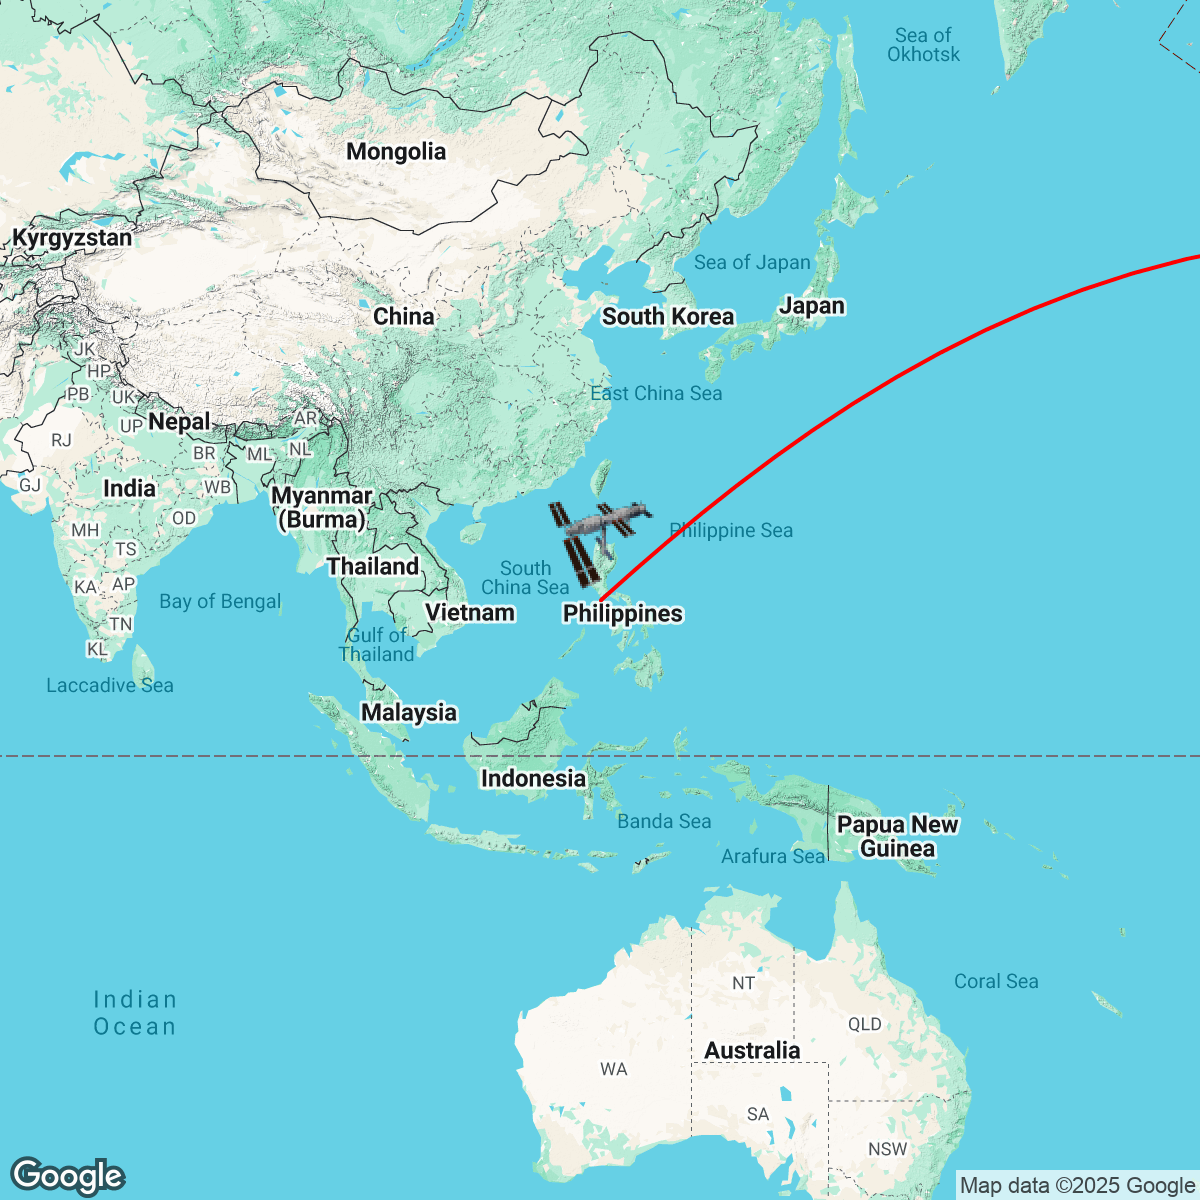 Sea of
Okhotsk
Mongolia
Kyrgyzstan
Sea of Japan
Japan
South Korea
China
JK
HP
PB
UK
East China Sea
Nepal
UP
AR
RJ
BR
ML
NL
GJ
India
WB
Myanmar
(Burma)
OD
MH
Philippine Sea
TS
Thailand
South
China Sea
KA
AP
Bay of Bengal
Vietnam
Philippines
TN
Gulf of
Thailand
KL
Laccadive Sea
Malaysia
Indonesia
Banda Sea
Papua New
Guinea
Arafura Sea
Indian
Ocean
NT
Coral Sea
QLD
Australia
WA
SA
NSW
Google
Map data ©2025 Google